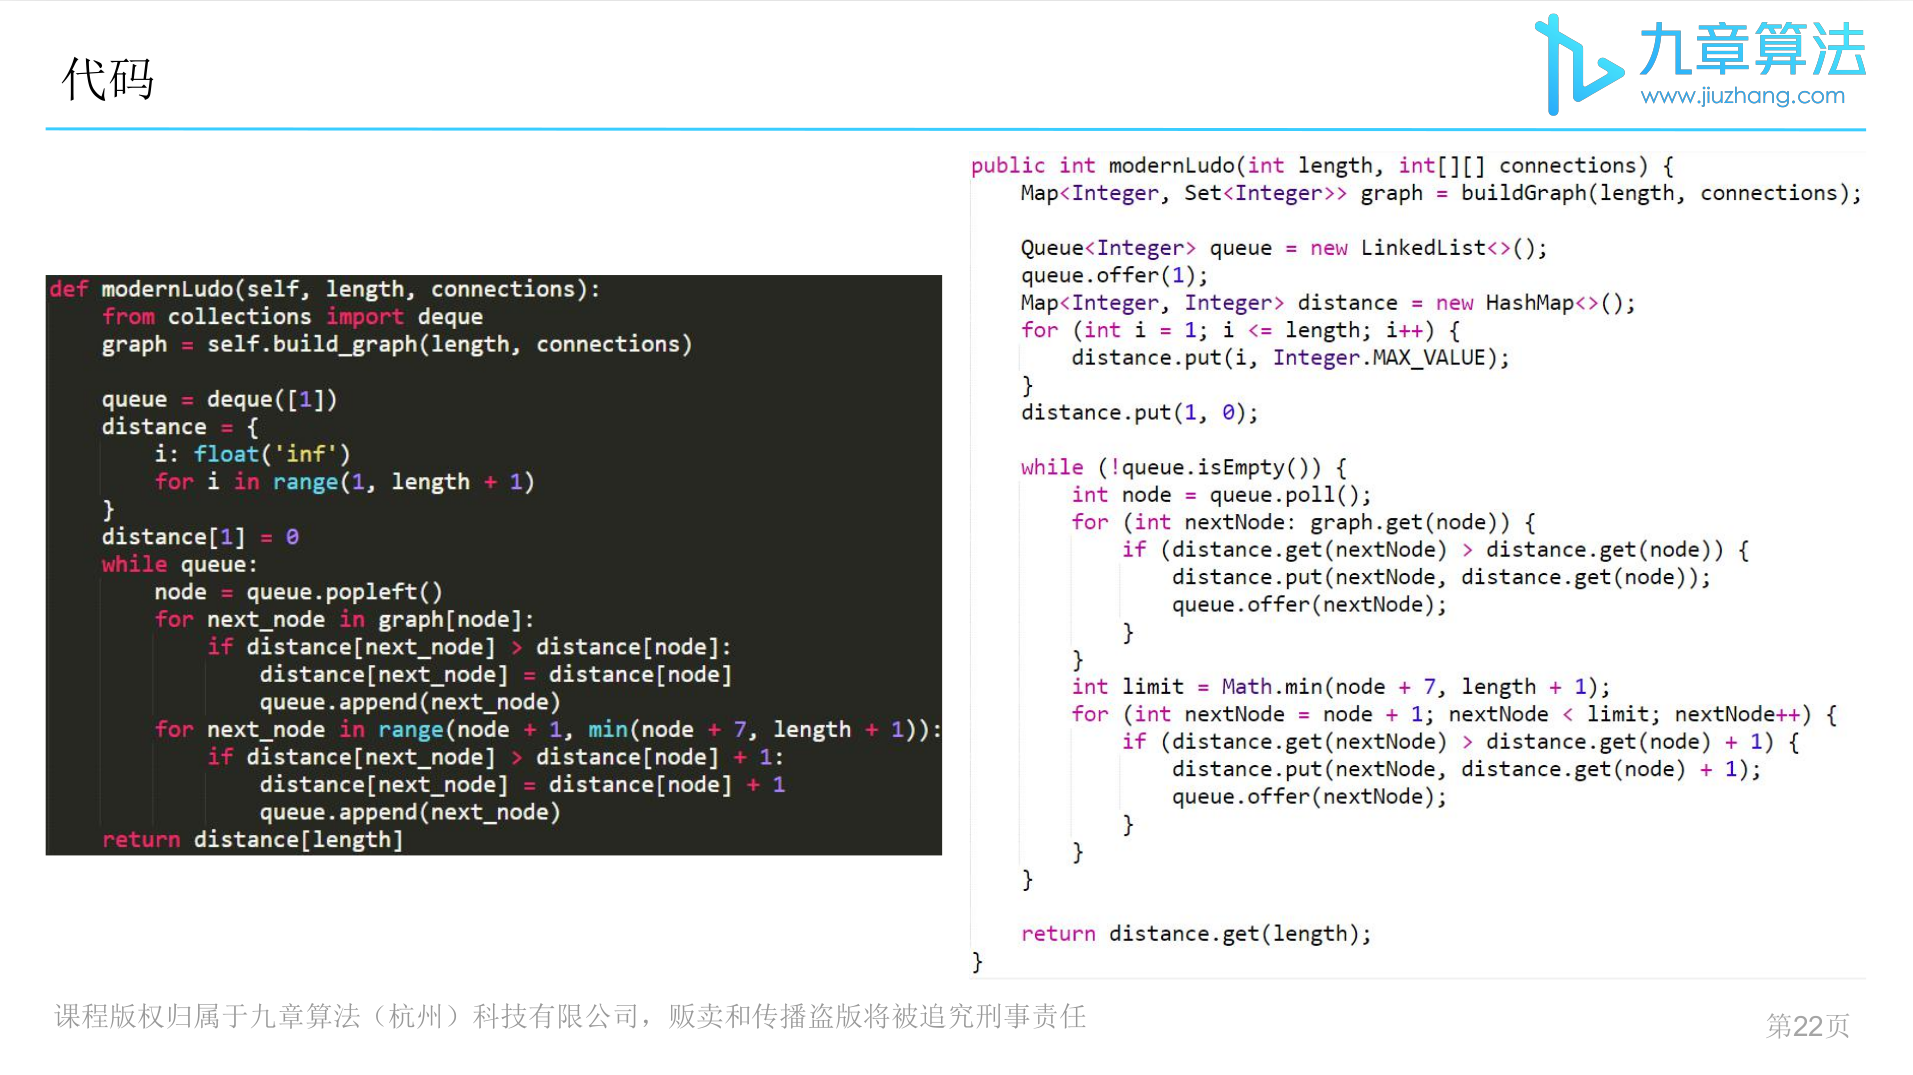 代码
九章算法
www.jiuzhang.com
def modernLudo(self, length, connections):
    from collections import deque
    graph = self.build_graph(length, connections)

    queue = deque([1])
    distance = {
        i: float('inf')
        for i in range(1, length + 1)
    }
    distance[1] = 0
    while queue:
        node = queue.popleft()
        for next_node in graph[node]:
            if distance[next_node] > distance[node]:
                distance[next_node] = distance[node]
                queue.append(next_node)
        for next_node in range(node + 1, min(node + 7, length + 1)):
            if distance[next_node] > distance[node] + 1:
                distance[next_node] = distance[node] + 1
                queue.append(next_node)
    return distance[length]
public int modernLudo(int length, int[][] connections) {
    Map<Integer, Set<Integer>> graph = buildGraph(length, connections);

    Queue<Integer> queue = new LinkedList<>();
    queue.offer(1);
    Map<Integer, Integer> distance = new HashMap<>();
    for (int i = 1; i <= length; i++) {
        distance.put(i, Integer.MAX_VALUE);
    }
    distance.put(1, 0);

    while (!queue.isEmpty()) {
        int node = queue.poll();
        for (int nextNode: graph.get(node)) {
            if (distance.get(nextNode) > distance.get(node)) {
                distance.put(nextNode, distance.get(node));
                queue.offer(nextNode);
            }
        }
        int limit = Math.min(node + 7, length + 1);
        for (int nextNode = node + 1; nextNode < limit; nextNode++) {
            if (distance.get(nextNode) > distance.get(node) + 1) {
                distance.put(nextNode, distance.get(node) + 1);
                queue.offer(nextNode);
            }
        }
    }

    return distance.get(length);
}
课程版权归属于九章算法（杭州）科技有限公司，贩卖和传播盗版将被追究刑事责任
第22页